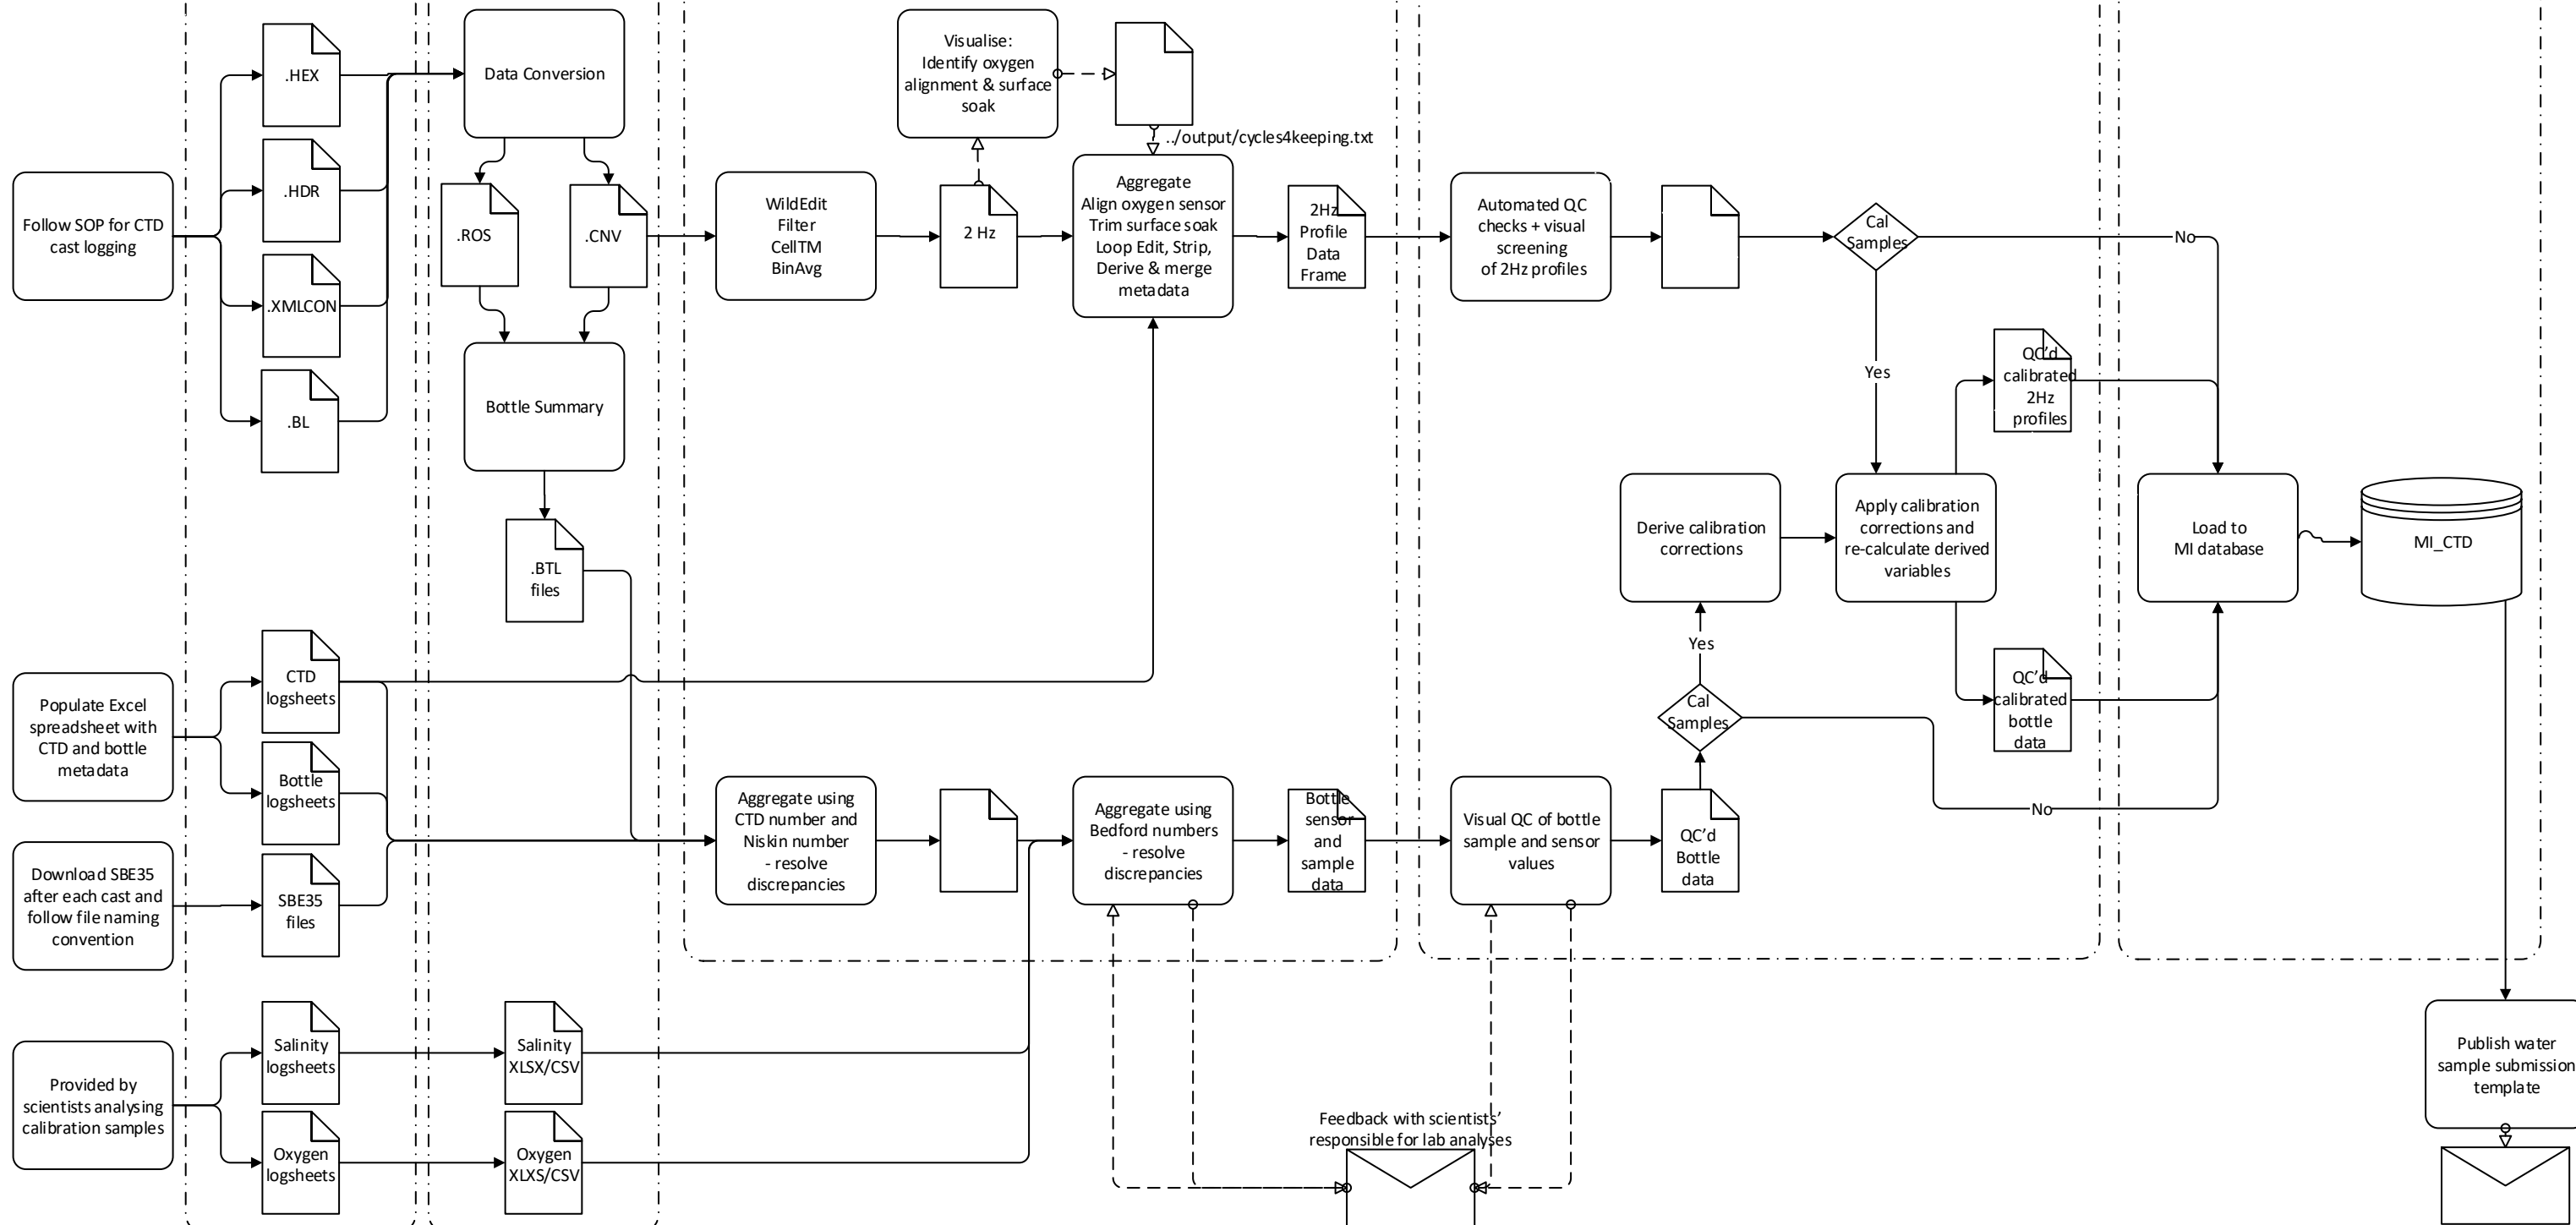 Follow SOP for CTD
cast logging
.HEX
.HDR
.XMLCON
.BL
Data Conversion
.ROS
.CNV
Bottle Summary
.BTL
files
WildEdit
Filter
CellTM
BinAvg
2 Hz
Visualise:
Identify oxygen
alignment & surface
soak
../output/cycles4keeping.txt
Aggregate
Align oxygen sensor
Trim surface soak
Loop Edit, Strip,
Derive & merge
metadata
2Hz
Profile
Data
Frame
Automated QC
checks + visual
screening
of 2Hz profiles
Cal
Samples
No
Yes
QC'd
calibrated
2Hz
profiles
Derive calibration
corrections
Apply calibration
corrections and
re-calculate derived
variables
Load to
MI database
MI_CTD
Yes
Cal
Samples
No
QC'd
calibrated
bottle
data
Populate Excel
spreadsheet with
CTD and bottle
metadata
CTD
logsheets
Bottle
logsheets
Download SBE35
after each cast and
follow file naming
convention
SBE35
files
Aggregate using
CTD number and
Niskin number
- resolve
discrepancies
Aggregate using
Bedford numbers
- resolve
discrepancies
Bottle
sensor
and
sample
data
Visual QC of bottle
sample and sensor
values
QC'd
Bottle
data
Provided by
scientists analysing
calibration samples
Salinity
logsheets
Oxygen
logsheets
Salinity
XLSX/CSV
Oxygen
XLXS/CSV
Feedback with scientists'
responsible for lab analyses
Publish water
sample submission
template